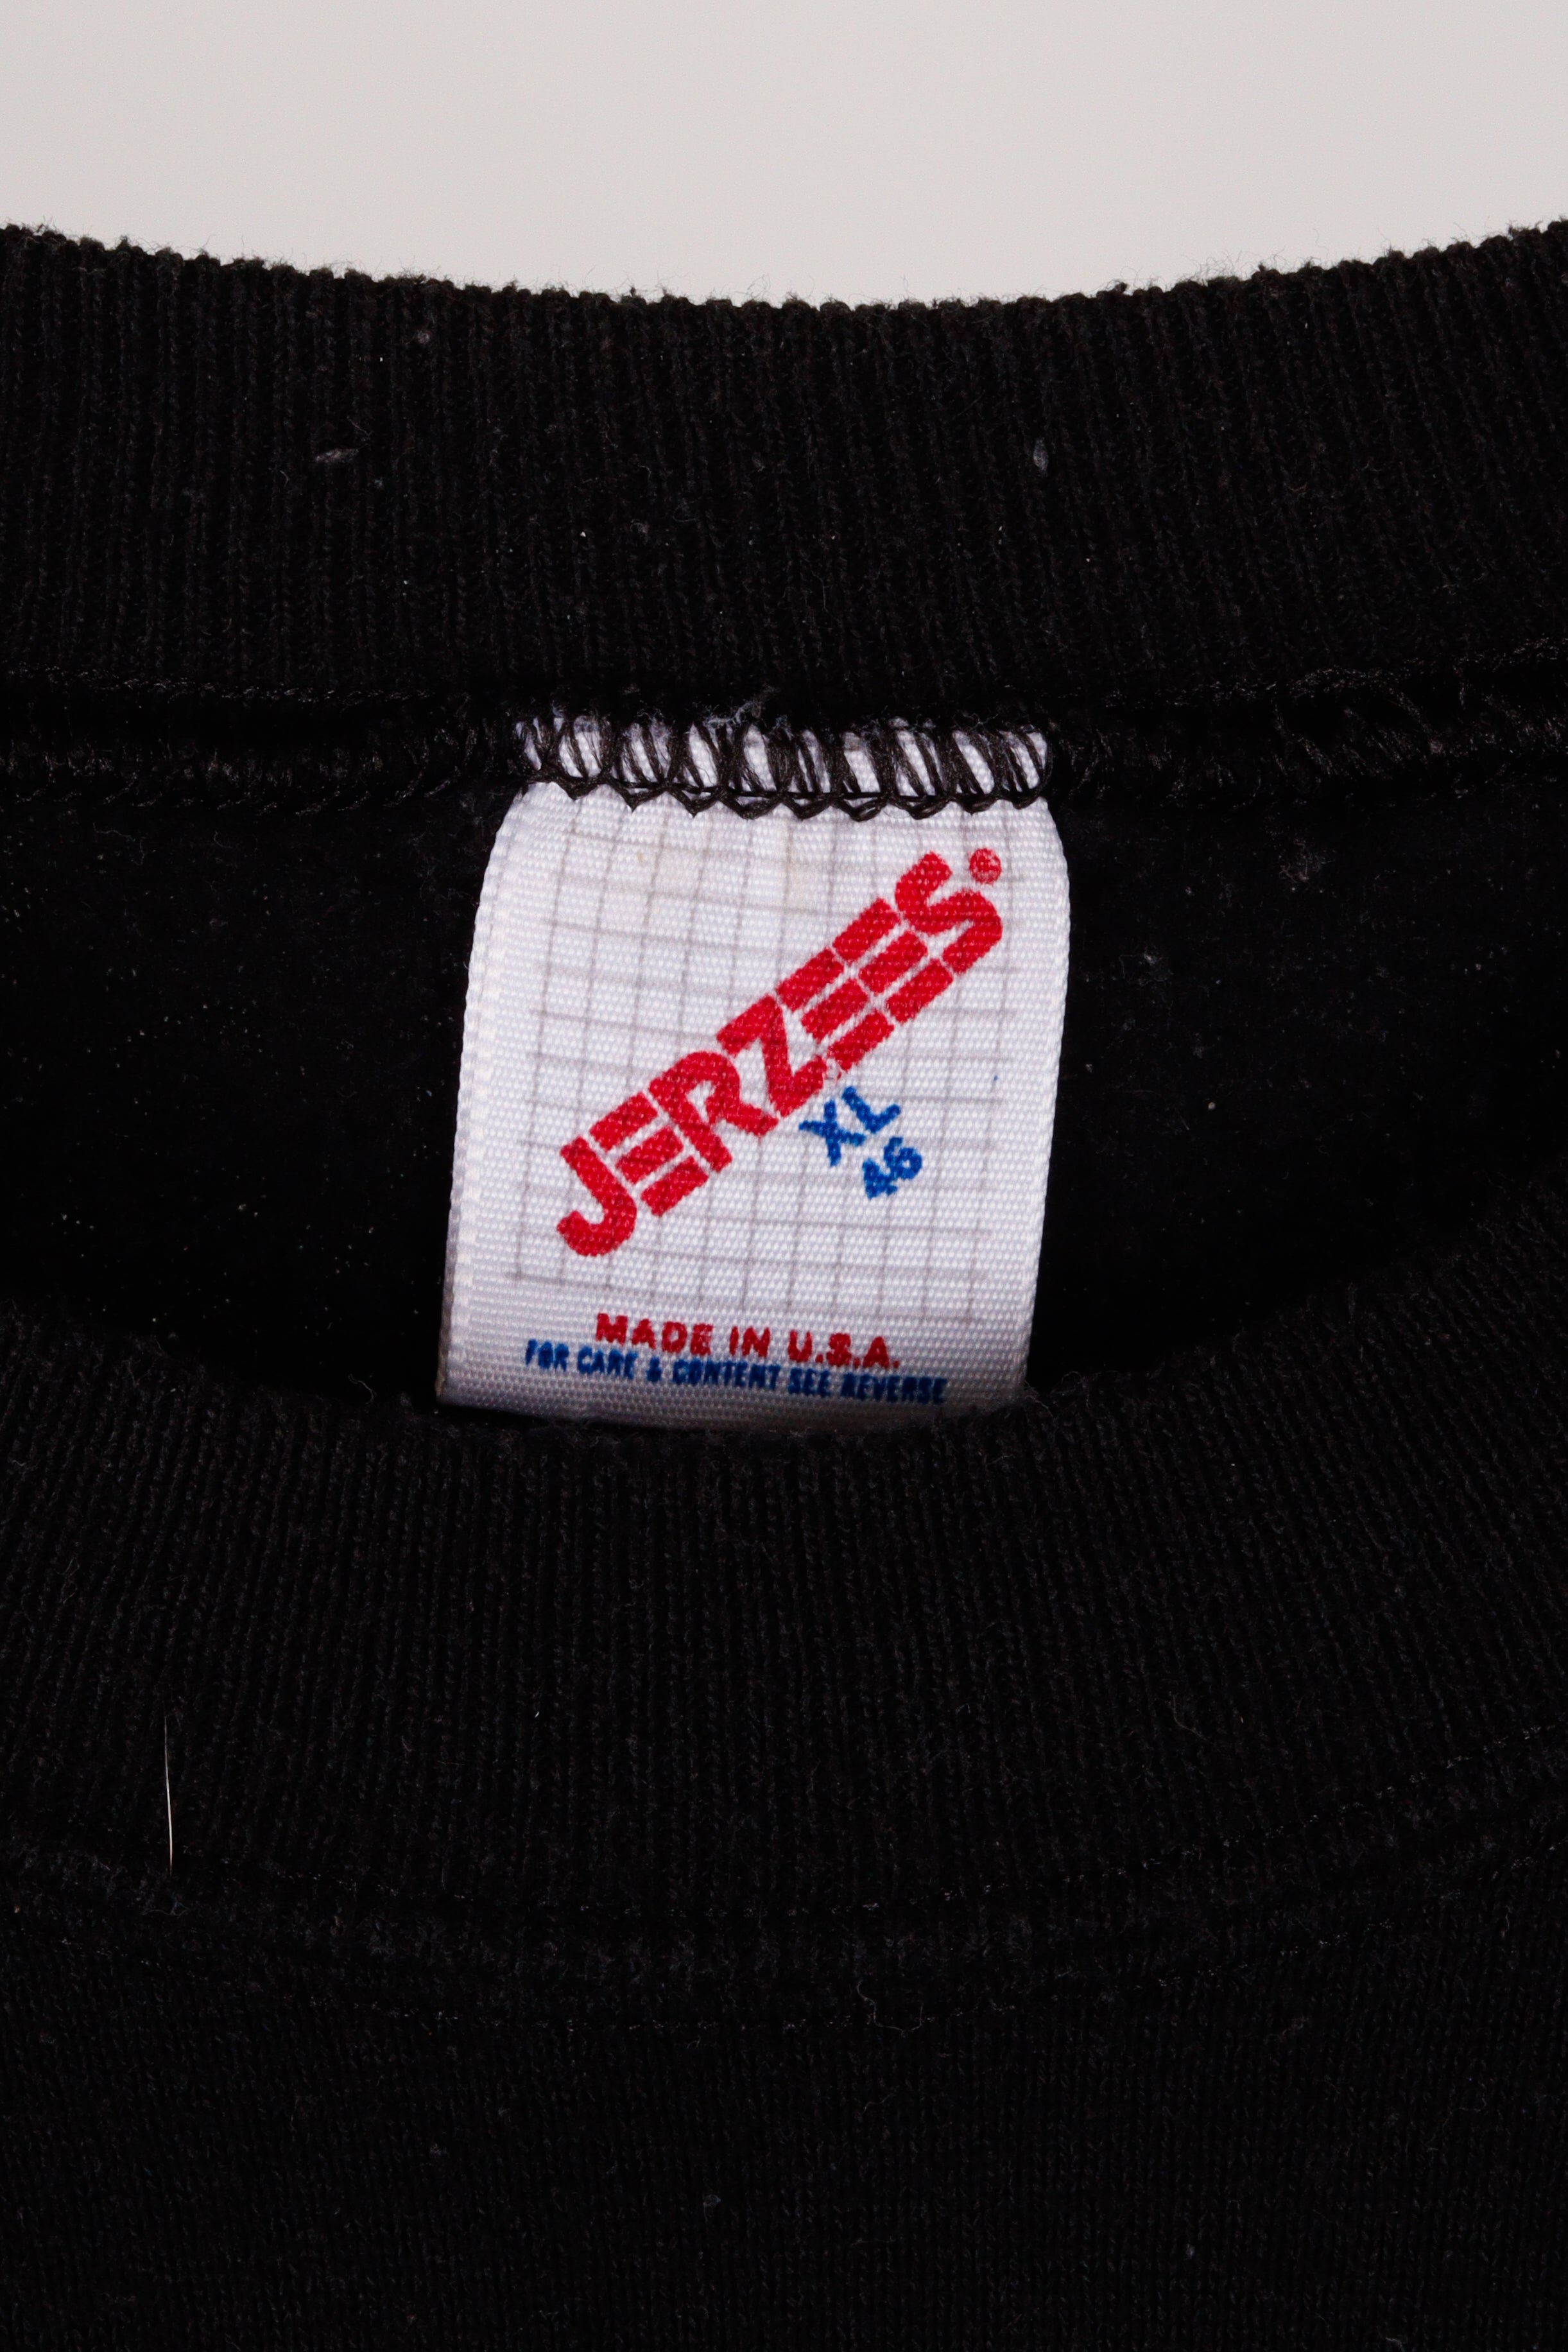 JERZEES®
XL
46
MADE IN U.S.A.
FOR CARE & CONTENT SEE REVERSE